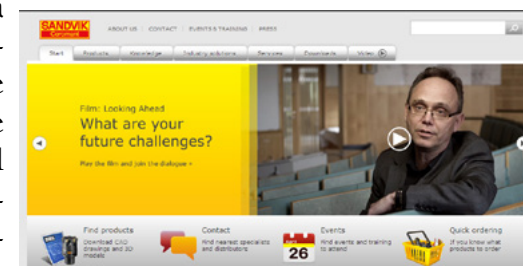 SANDVIK
Coromant
ABOUT US | CONTACT | EVENTS & TRAINING | PRESS
Start Products Knowledge Industry solutions Services Downloads Video
Film: Looking Ahead
What are your
future challenges?
Play the film and join the dialogue »
Find products
Download CAD
drawings and 3D
models
Contact
Find nearest specialists
and distributors
26
Events
Find events and training
to attend
Quick ordering
If you know what
products to order